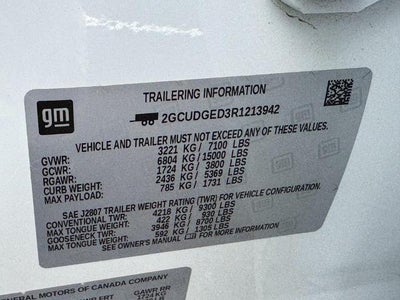 gm
TRAILERING INFORMATION
2GCUDGED3R1213942
VEHICLE AND TRAILER MUST NOT EXCEED ANY OF THESE VALUES.
GVWR: 3221 KG/ 7100 LBS
GCWR: 6804 KG/15000 LBS
RGAWR: 1724 KG/ 3800 LBS
CURB WEIGHT: 2436 KG/ 5369 LBS
MAX PAYLOAD: 785 KG/ 1731 LBS
SAE J2807 TRAILER WEIGHT RATING (TWR) FOR VEHICLE CONFIGURATION.
CONVENTIONAL TWR: 4218 KG/ 9300 LBS
MAX TONGUE WEIGHT: 422 KG/ 930 LBS
GOOSENECK TWR: 3946 KG/ 8700 LBS
MAX TONGUE WEIGHT: 592 KG/ 1305 LBS
SEE OWNER'S MANUAL
GENERAL MOTORS OF CANADA COMPANY
GAWR RR